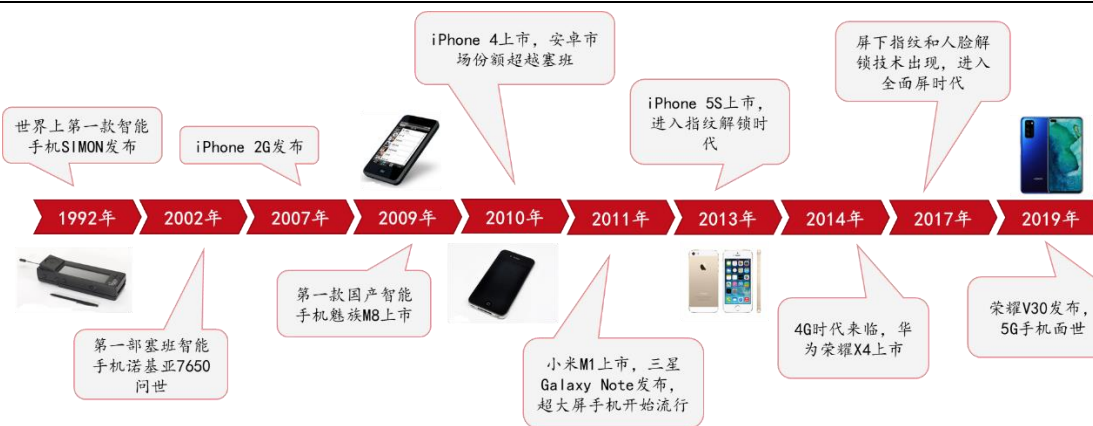 iPhone 4上市，安卓市
场份额超越塞班
屏下指纹和人脸解
锁技术出现，进入
全面屏时代
iPhone 5S上市，
进入指纹解锁时
代
世界上第一款智能
手机SIMON发布
iPhone 2G发布
1992年
2002年
2007年
2009年
2010年
2011年
2013年
2014年
2017年
2019年
第一部塞班智能
手机诺基亚7650
问世
第一款国产智能
手机魅族M8上市
小米M1上市，三星
Galaxy Note发布，
超大屏手机开始流行
4G时代来临，华
为荣耀X4上市
荣耀V30发布，
5G手机面世